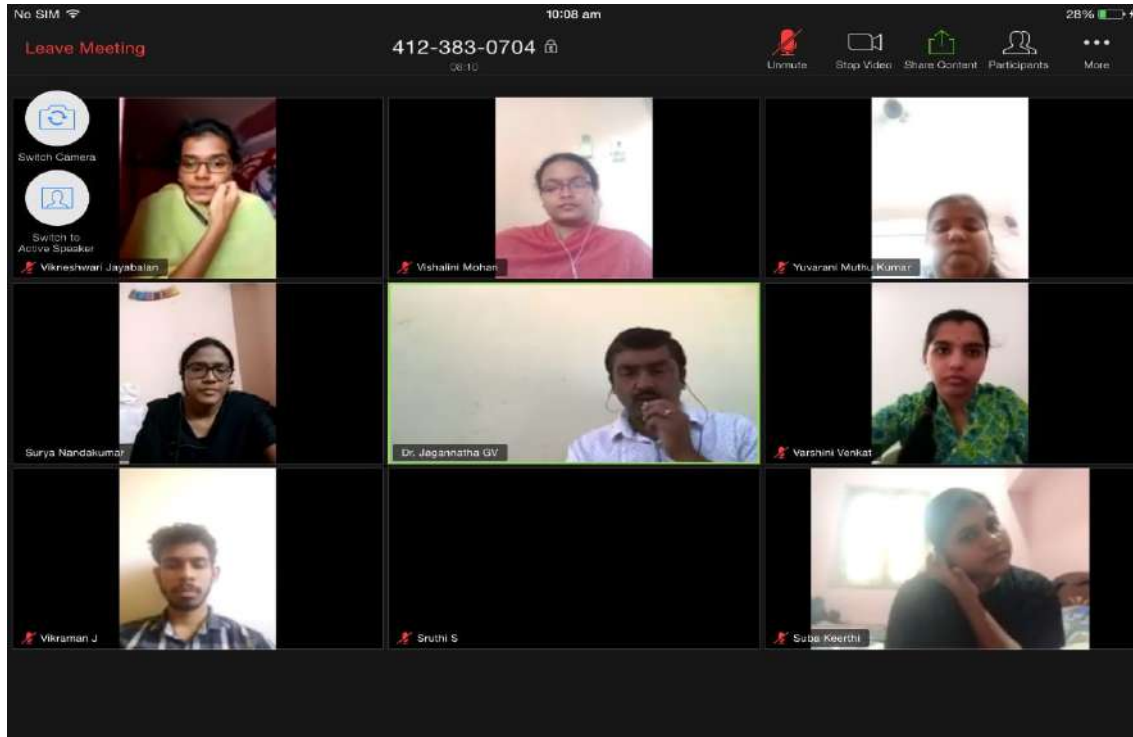 No SIM 10:08 am 28%
Leave Meeting 412-383-0704
08:10
Unmute Stop Video Share Content Participants More
Switch Camera
Switch to
Active Speaker
Vikneshwari Jayabalan Vishalini Mohan Yuvarani Muthu Kumar
Surya Nandakumar Dr. Jagannatha GV Varshini Venkat
Vikraman J Sruthi S Suba Keerthi